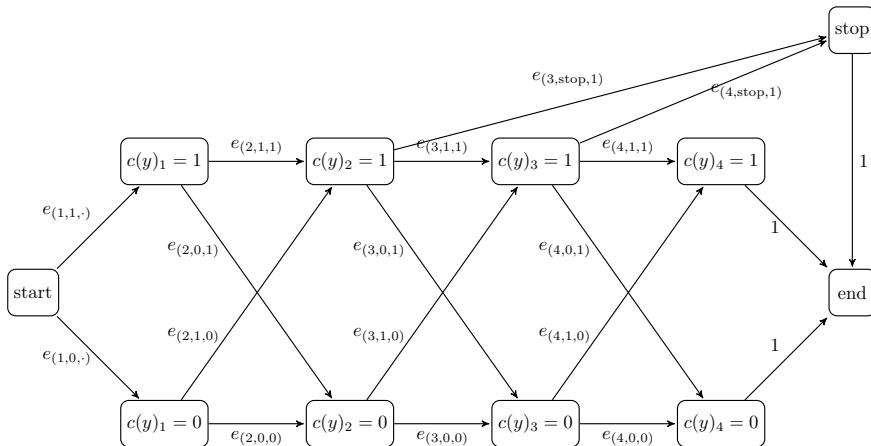 stop
e_(3,stop,1)
e_(4,stop,1)
e_(2,1,1)
e_(3,1,1)
e_(4,1,1)
c(y)_1 = 1
c(y)_2 = 1
c(y)_3 = 1
c(y)_4 = 1
1
e_(1,1,·)
1
e_(2,0,1)
e_(3,0,1)
e_(4,0,1)
start
end
e_(2,1,0)
e_(3,1,0)
e_(4,1,0)
1
e_(1,0,·)
c(y)_1 = 0
c(y)_2 = 0
c(y)_3 = 0
c(y)_4 = 0
e_(2,0,0)
e_(3,0,0)
e_(4,0,0)